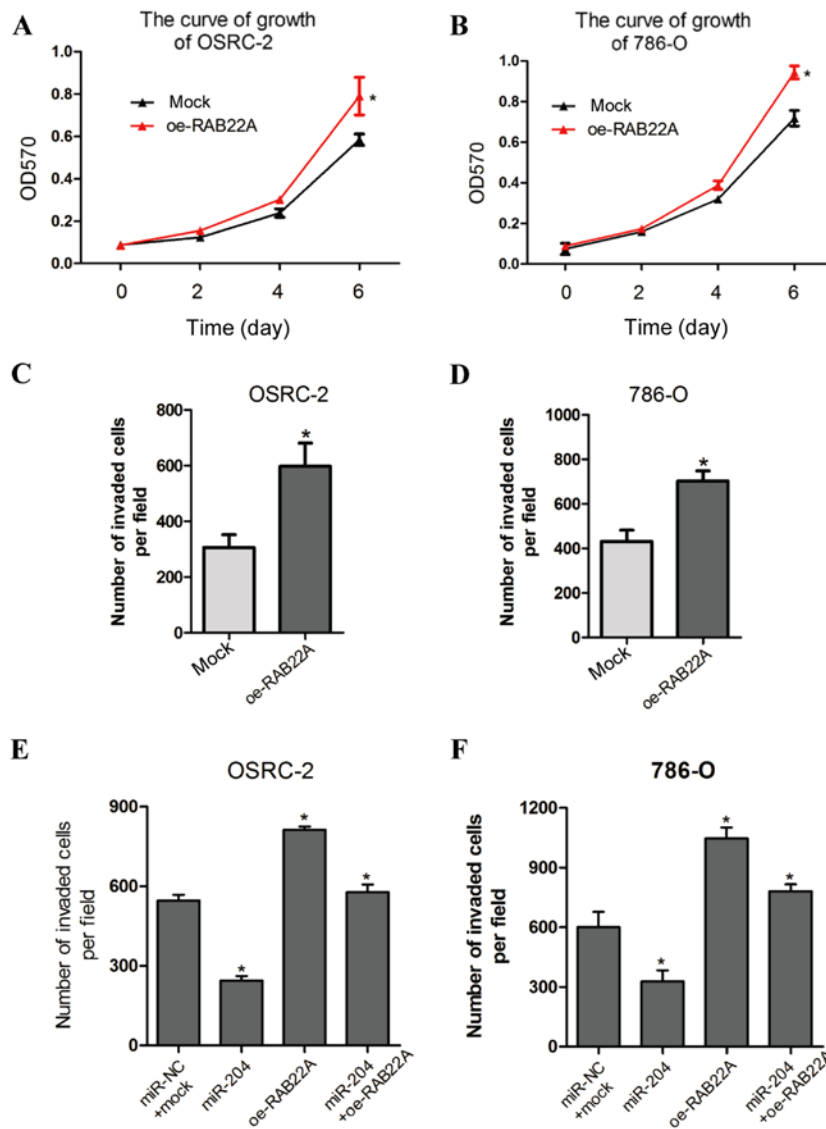 A
The curve of growth
of OSRC-2
OD570
1.0
0.8
0.6
0.4
0.2
0.0
Mock
oe-RAB22A
*
0 2 4 6
Time (day)
B
The curve of growth
of 786-O
OD570
1.0
0.8
0.6
0.4
0.2
0.0
Mock
oe-RAB22A
*
0 2 4 6
Time (day)
C
OSRC-2
Number of invaded cells
per field
800
600
400
200
0
*
Mock
oe-RAB22A
D
786-O
Number of invaded cells
per field
1000
800
600
400
200
0
*
Mock
oe-RAB22A
E
OSRC-2
Number of invaded cells
per field
900
600
300
0
*
*
*
miR-NC
+mock
miR-204
oe-RAB22A
miR-204
+oe-RAB22A
F
786-O
Number of invaded cells
per field
1200
900
600
300
0
*
*
*
miR-NC
+mock
miR-204
oe-RAB22A
miR-204
+oe-RAB22A